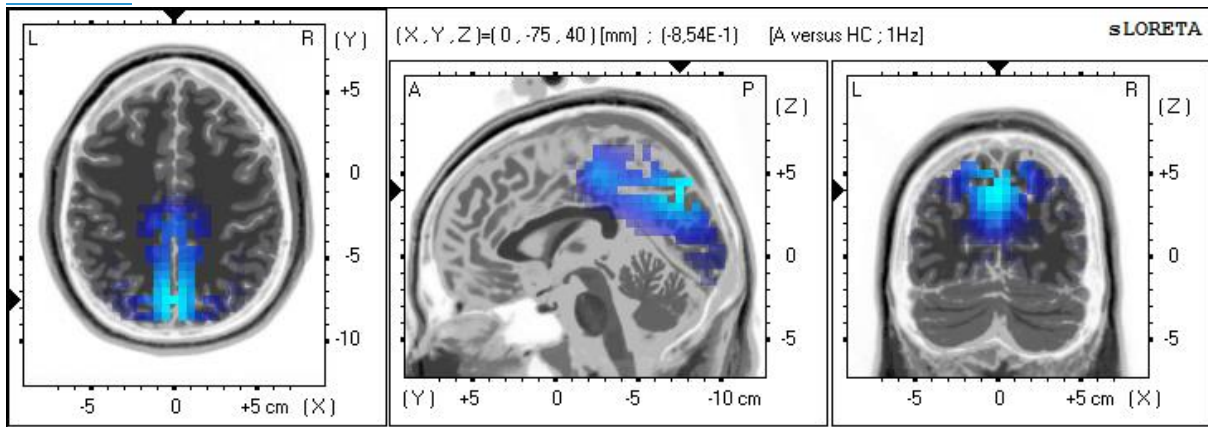 (X, Y, Z)=( 0 , -75 , 40 ) [mm] ; (-8,54E-1) [A versus HC ; 1Hz]
sLORETA
L R (Y)
+5
0
-5
-10
-5 0 +5 cm (X)
A P
(Z)
+5
0
-5
(Y) +5 0 -5 -10 cm
L R
(Z)
+5
0
-5
-5 0 +5 cm (X)